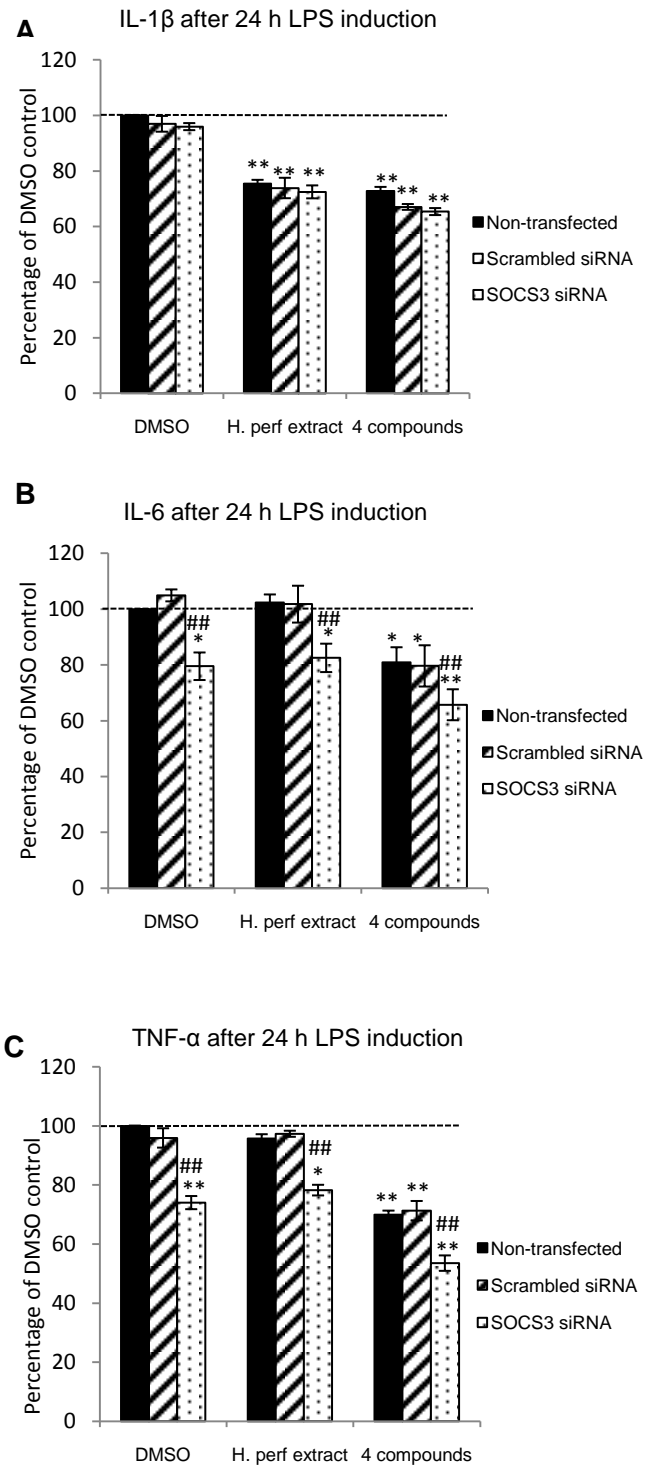 A
IL-1β after 24 h LPS induction
Percentage of DMSO control
120
100
80
60
40
20
0
** ** **
** ** **
DMSO H. perf extract 4 compounds
Non-transfected
Scrambled siRNA
SOCS3 siRNA
B
IL-6 after 24 h LPS induction
Percentage of DMSO control
120
100
80
60
40
20
0
##
*
##
*
* *
##
**
DMSO H. perf extract 4 compounds
Non-transfected
Scrambled siRNA
SOCS3 siRNA
C
TNF-α after 24 h LPS induction
Percentage of DMSO control
120
100
80
60
40
20
0
##
**
##
*
** **
##
**
DMSO H. perf extract 4 compounds
Non-transfected
Scrambled siRNA
SOCS3 siRNA